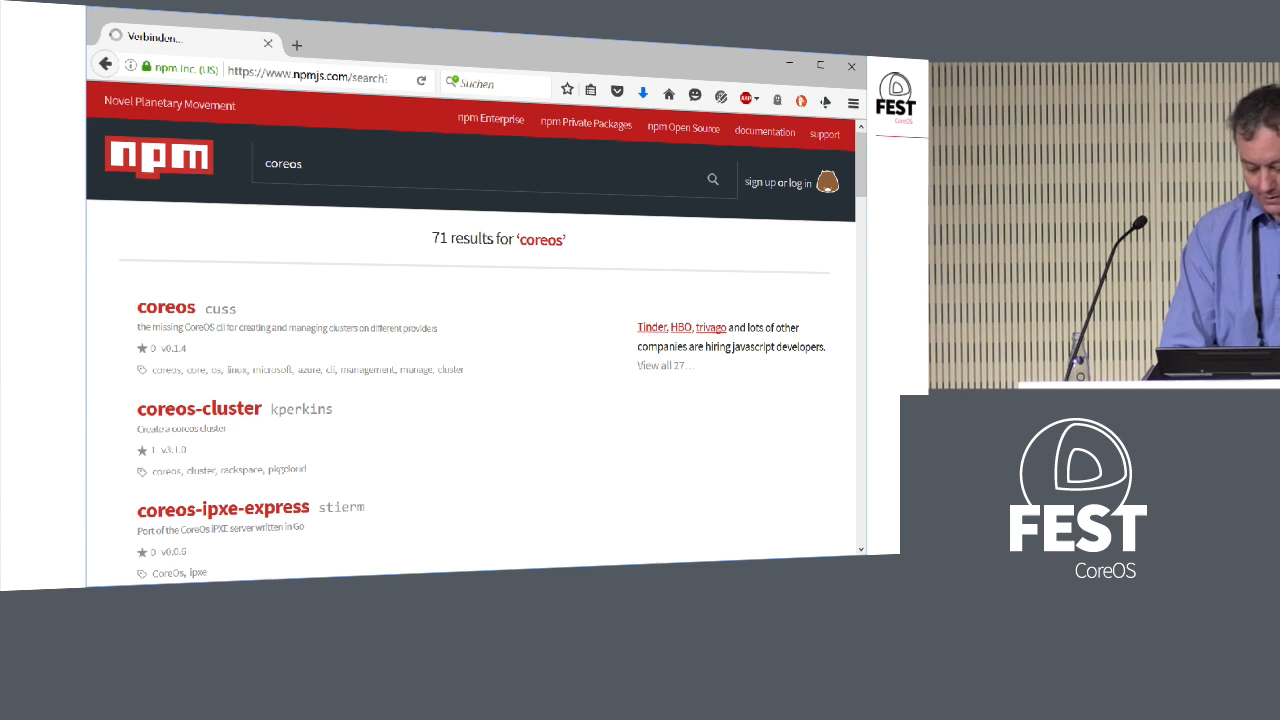 Verbinden...
npm Inc. (US)
https://www.npmjs.com/search?
Suchen
ABP
Novel Planetary Movement
npm Enterprise
npm Private Packages
npm Open Source
documentation
support
npm
coreos
sign up or log in
71 results for ‘coreos’
coreos cuss
the missing CoreOS cli for creating and managing clusters on different providers
0 v0.1.4
coreos, core, os, linux, microsoft, azure, cli, management, manage, cluster
coreos-cluster kperkins
Create a coreos cluster
1 v3.1.0
coreos, cluster, rackspace, pkgcloud
coreos-ipxe-express stierm
Port of the CoreOs iPXE server written in Go
0 v0.0.6
CoreOs, ipxe
Tinder, HBO, trivago and lots of other
companies are hiring javascript developers.
View all 27...
FEST
CoreOS
FEST
CoreOS